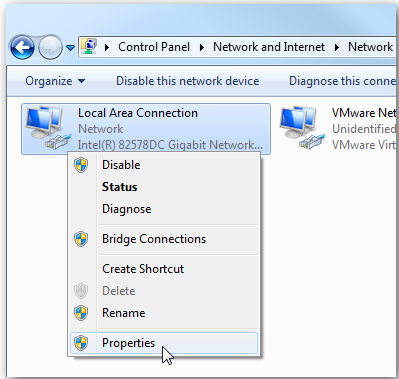 Control Panel Network and Internet Network
Organize Disable this network device Diagnose this conne
Local Area Connection
Network
Intel(R) 82578DC Gigabit Network...
VMware Net
Unidentified
VMware Virt
Disable
Status
Diagnose
Bridge Connections
Create Shortcut
Delete
Rename
Properties